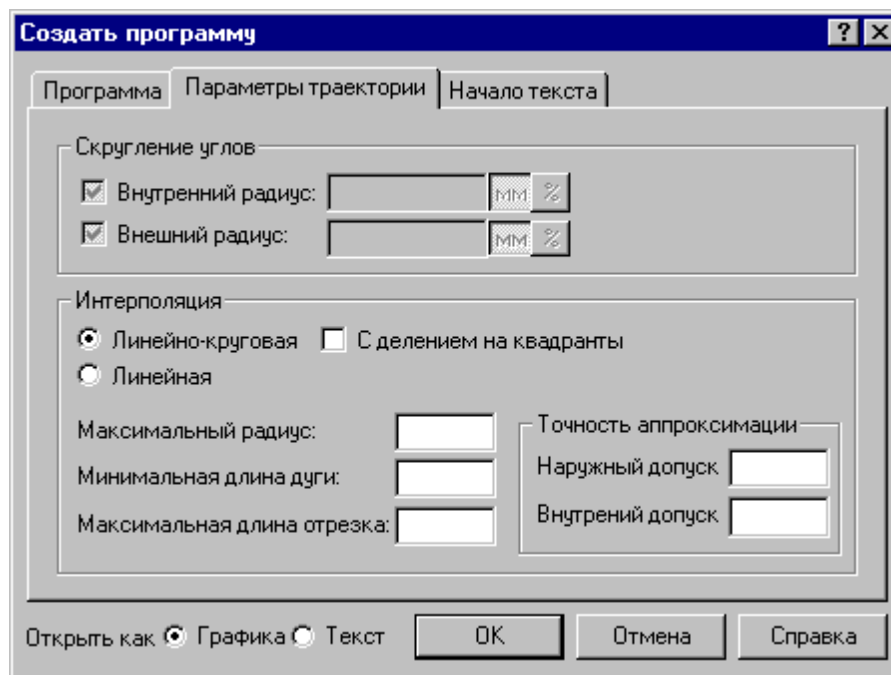 Создать программу
Программа Параметры траектории Начало текста
Скругление углов
Внутренний радиус: мм %
Внешний радиус: мм %
Интерполяция
Линейно-круговая С делением на квадранты
Линейная
Максимальный радиус:
Минимальная длина дуги:
Максимальная длина отрезка:
Точность аппроксимации
Наружный допуск
Внутрений допуск
Открыть как Графика Текст OK Отмена Справка